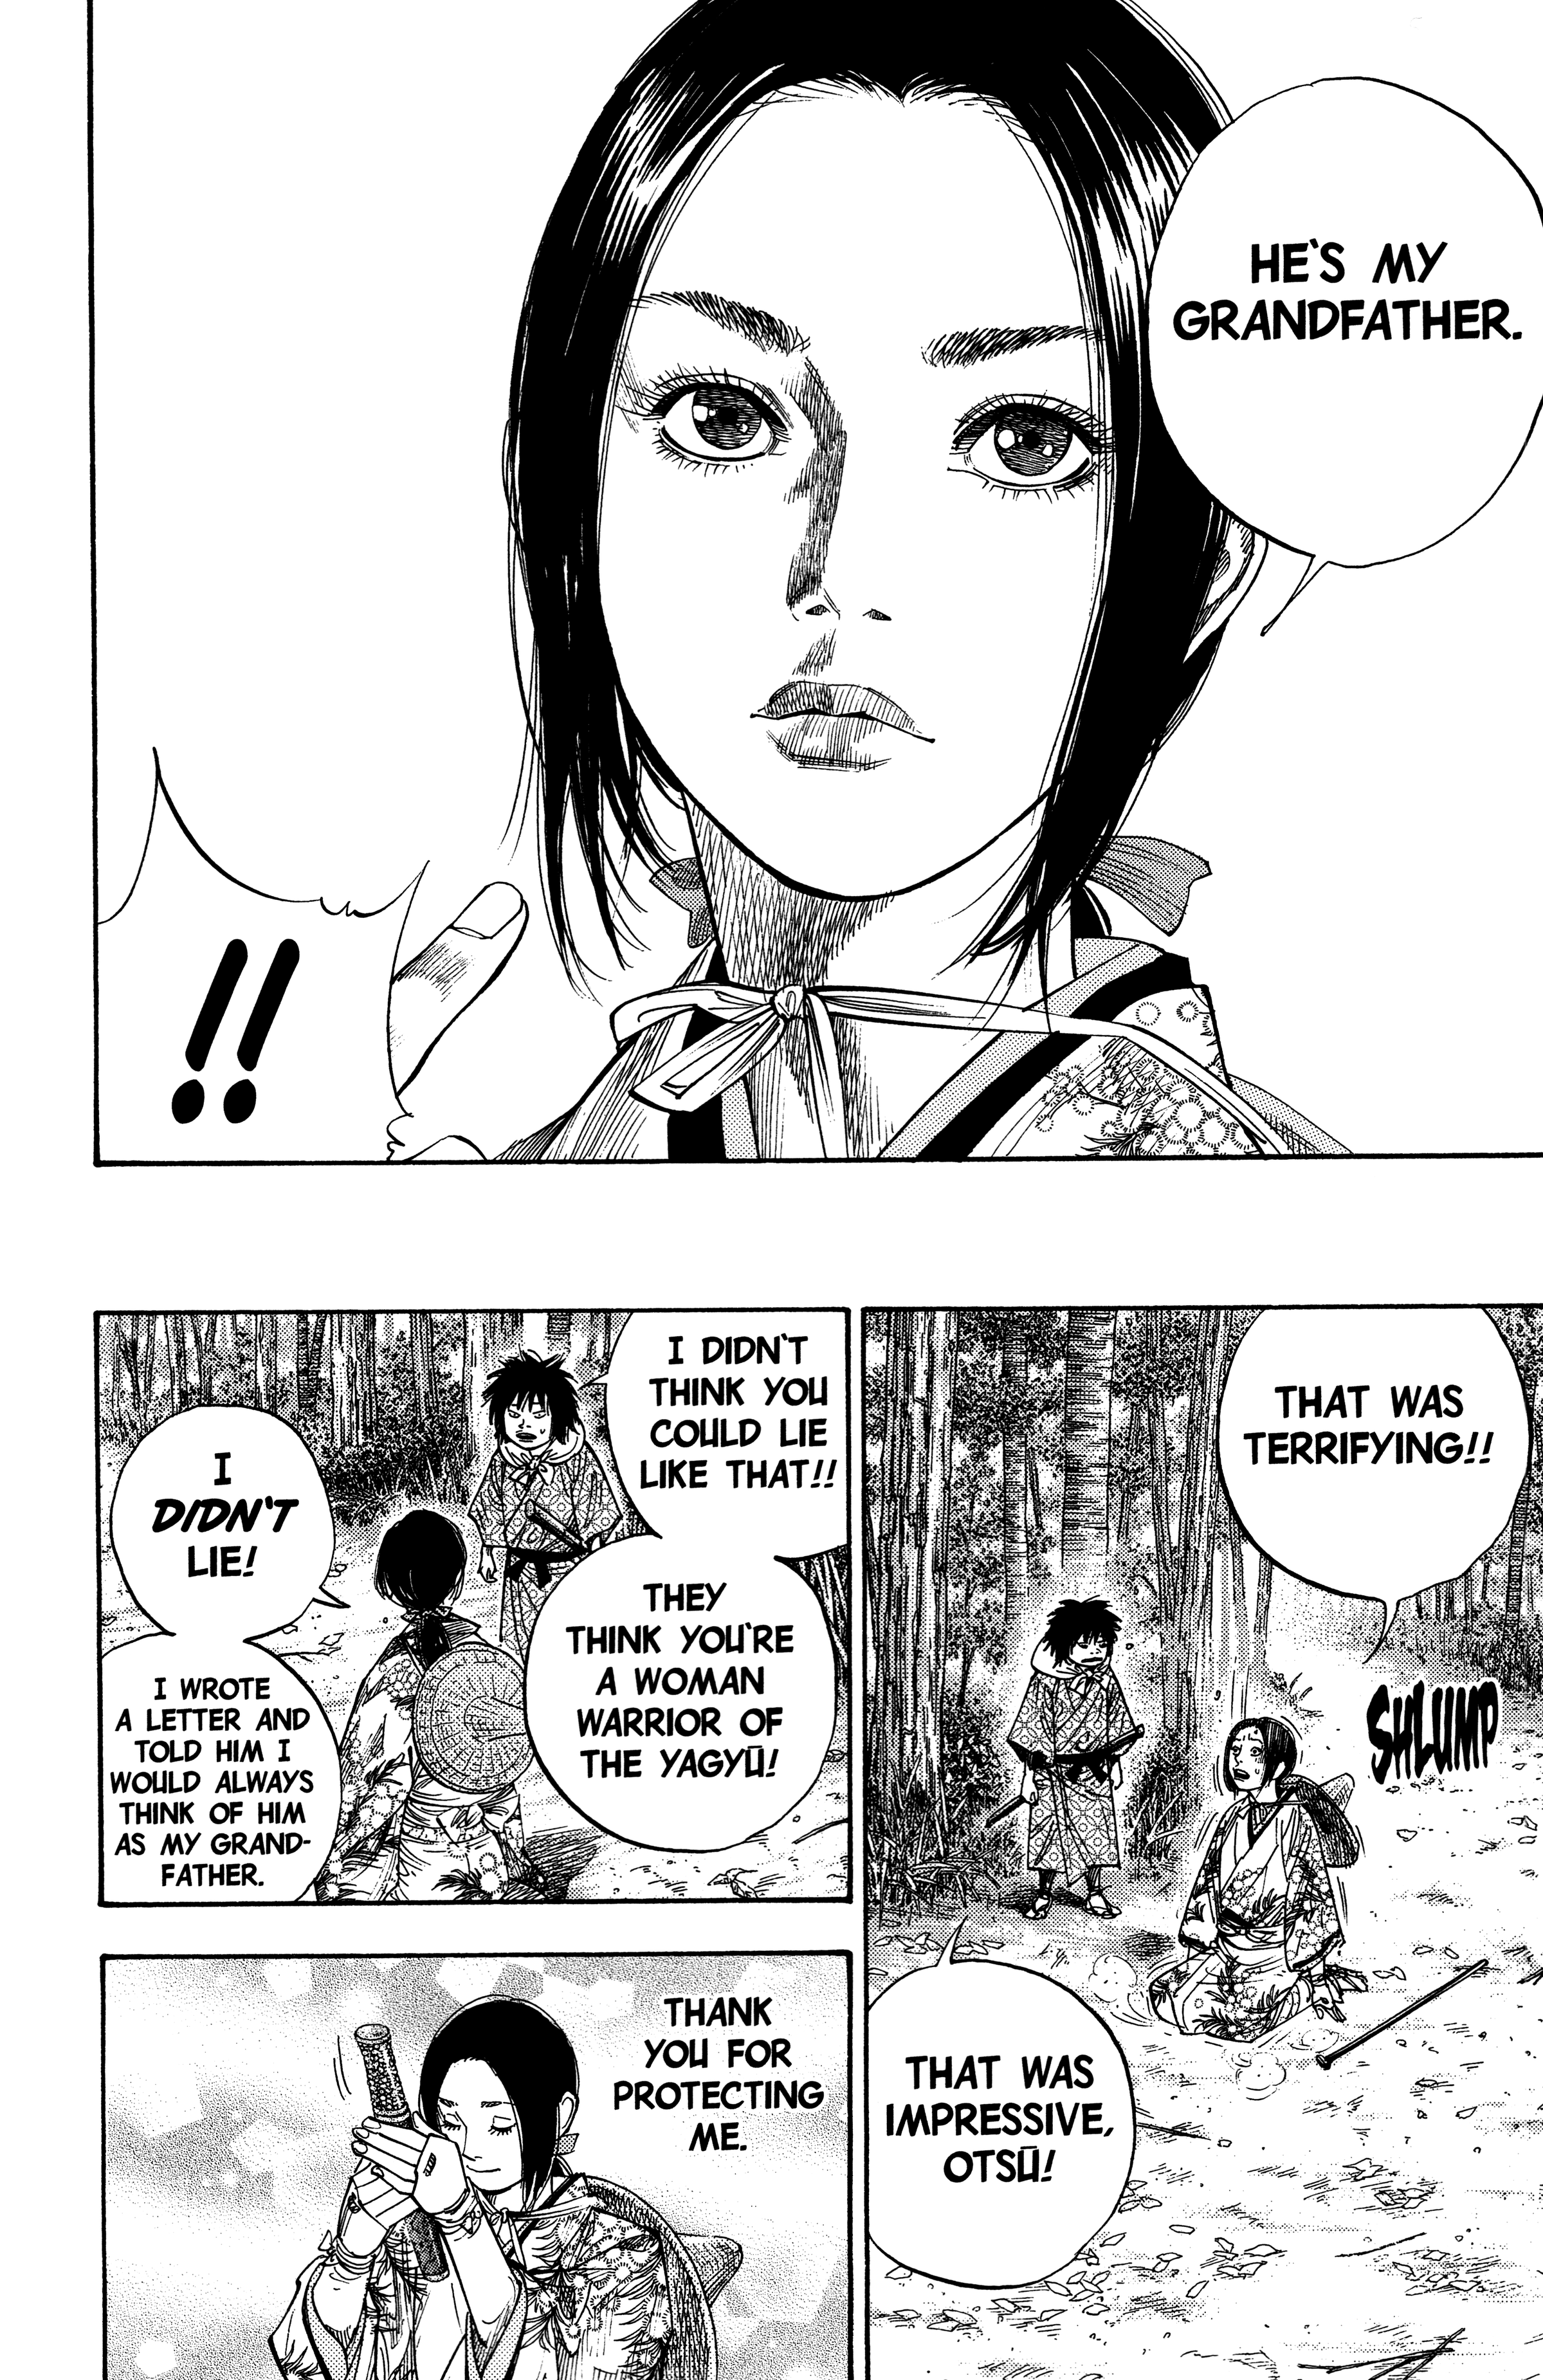 HE'S MY
GRANDFATHER.
!!
THAT WAS
TERRIFYING!!
SHLUMP
THAT WAS
IMPRESSIVE,
OTSŪ!
I DIDN'T
THINK YOU
COULD LIE
LIKE THAT!!
THEY
THINK YOU'RE
A WOMAN
WARRIOR OF
THE YAGYŪ!
I
DIDN'T
LIE!
I WROTE
A LETTER AND
TOLD HIM I
WOULD ALWAYS
THINK OF HIM
AS MY GRAND-
FATHER.
THANK
YOU FOR
PROTECTING
ME.